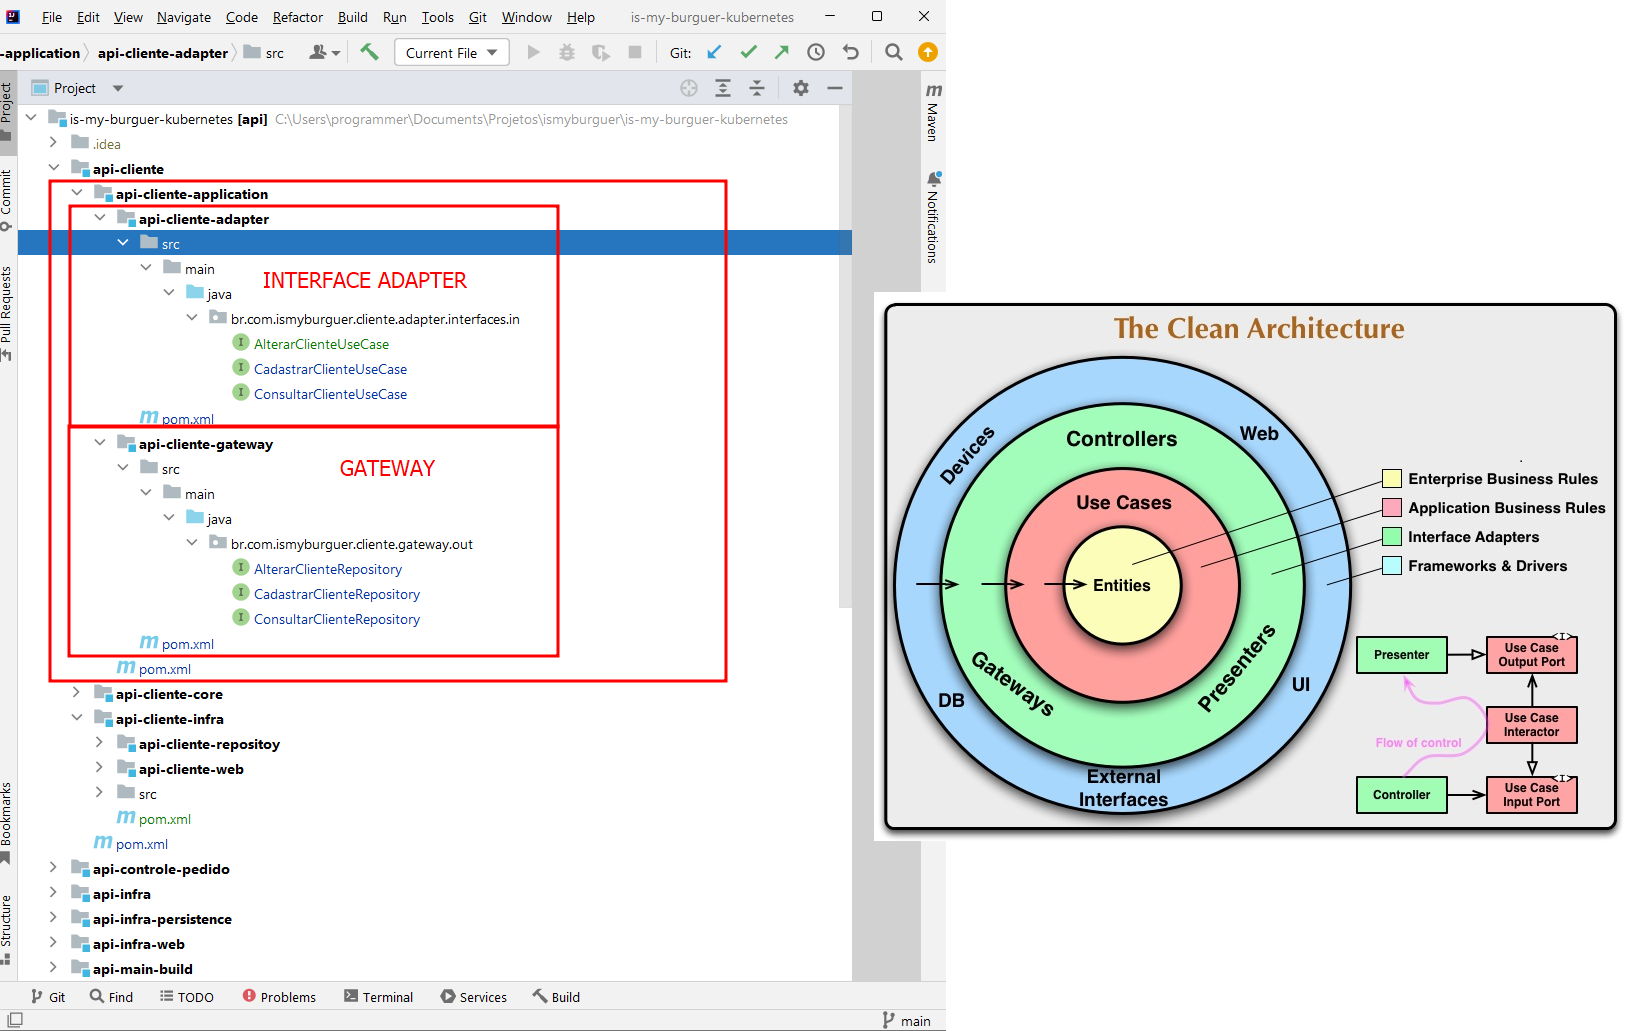 File Edit View Navigate Code Refactor Build Run Tools Git Window Help is-my-burguer-kubernetes
-application api-cliente-adapter src Current File Git:
Project
Project
Commit
Pull Requests
Bookmarks
Structure
is-my-burguer-kubernetes [api] C:\Users\programmer\Documents\Projetos\ismyburguer\is-my-burguer-kubernetes
.idea
api-cliente
api-cliente-application
api-cliente-adapter
src
main
INTERFACE ADAPTER
java
br.com.ismyburguer.cliente.adapter.interfaces.in
I AlterarClienteUseCase
I CadastrarClienteUseCase
I ConsultarClienteUseCase
m pom.xml
api-cliente-gateway
src
GATEWAY
main
java
br.com.ismyburguer.cliente.gateway.out
I AlterarClienteRepository
I CadastrarClienteRepository
I ConsultarClienteRepository
m pom.xml
m pom.xml
api-cliente-core
api-cliente-infra
api-cliente-repositoy
api-cliente-web
src
m pom.xml
m pom.xml
api-controle-pedido
api-infra
api-infra-persistence
api-infra-web
api-main-build
m Maven
Notifications
Git Find TODO Problems Terminal Services Build
main
The Clean Architecture
Devices
Web
Controllers
Use Cases
Entities
Gateways
Presenters
DB
UI
External
Interfaces
Enterprise Business Rules
Application Business Rules
Interface Adapters
Frameworks & Drivers
Presenter
<I>
Use Case
Output Port
Use Case
Interactor
Flow of control
Controller
<I>
Use Case
Input Port